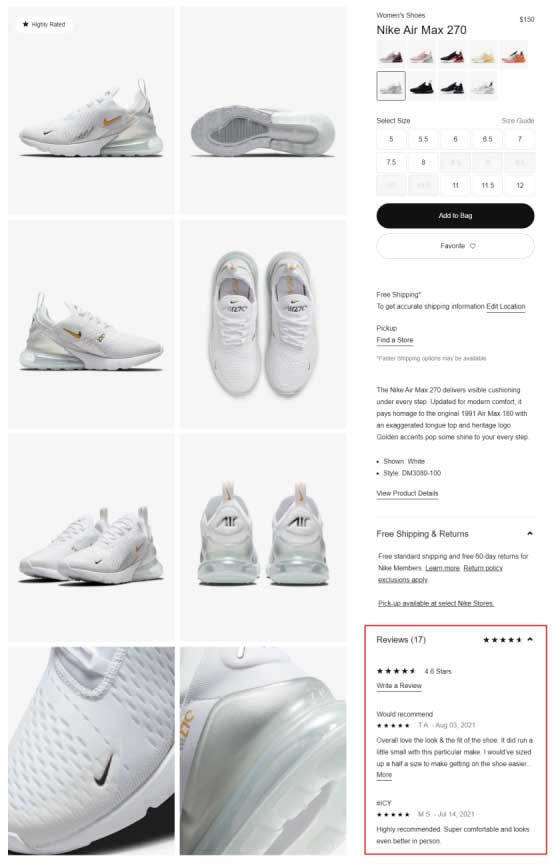 Highly Rated
Women's Shoes
$150
Nike Air Max 270
Select Size
Size Guide
5
5.5
6
6.5
7
7.5
8
11
11.5
12
Add to Bag
Favorite
Free Shipping*
To get accurate shipping information Edit Location
Pickup
Find a Store
*Faster Shipping options may be available
The Nike Air Max 270 delivers visible cushioning
under every step. Updated for modern comfort, it
pays homage to the original 1991 Air Max 180 with
an exaggerated tongue top and heritage logo.
Golden accents pop some shine to your every step.
• Shown: White
• Style: DM3080-100
View Product Details
Free Shipping & Returns
Free standard shipping and free 60-day returns for
Nike Members. Learn more. Return policy
exclusions apply.
Pick-up available at select Nike Stores.
Reviews (17)
4.6 Stars
Write a Review
Would recommend
T A. - Aug 03, 2021
Overall love the look & the fit of the shoe. It did run a
little small with this particular make. I would've sized
up a half a size to make getting on the shoe easier...
More
#ICY
M S. - Jul 14, 2021
Highly recommended. Super comfortable and looks
even better in person.
AIR
AIR
270